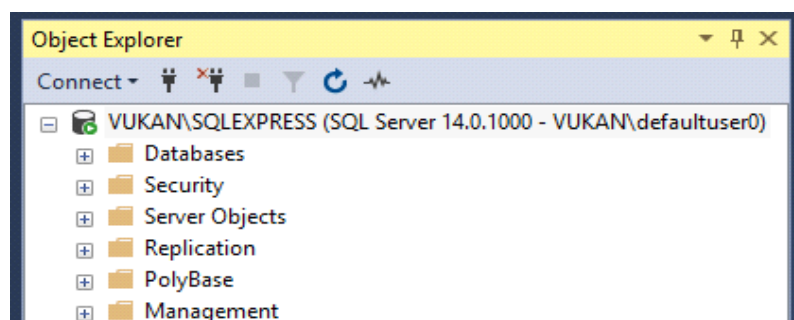 Object Explorer
Connect
VUKAN\SQLEXPRESS (SQL Server 14.0.1000 - VUKAN\defaultuser0)
Databases
Security
Server Objects
Replication
PolyBase
Management